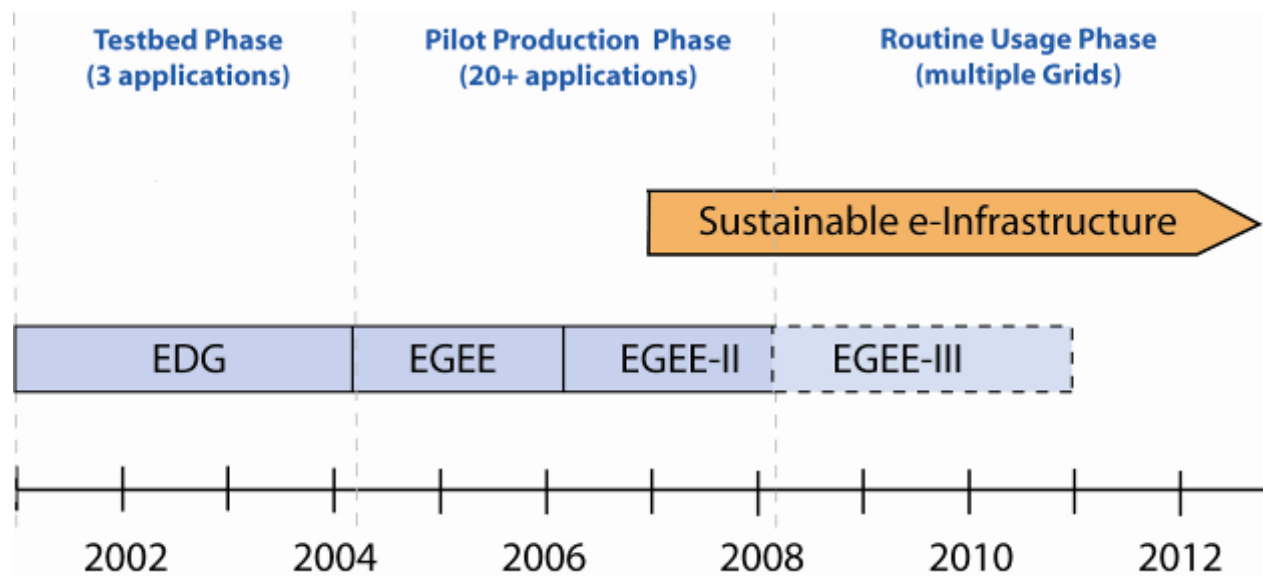 Testbed Phase
(3 applications)
Pilot Production Phase
(20+ applications)
Routine Usage Phase
(multiple Grids)
Sustainable e-Infrastructure
EDG
EGEE
EGEE-II
EGEE-III
2002
2004
2006
2008
2010
2012